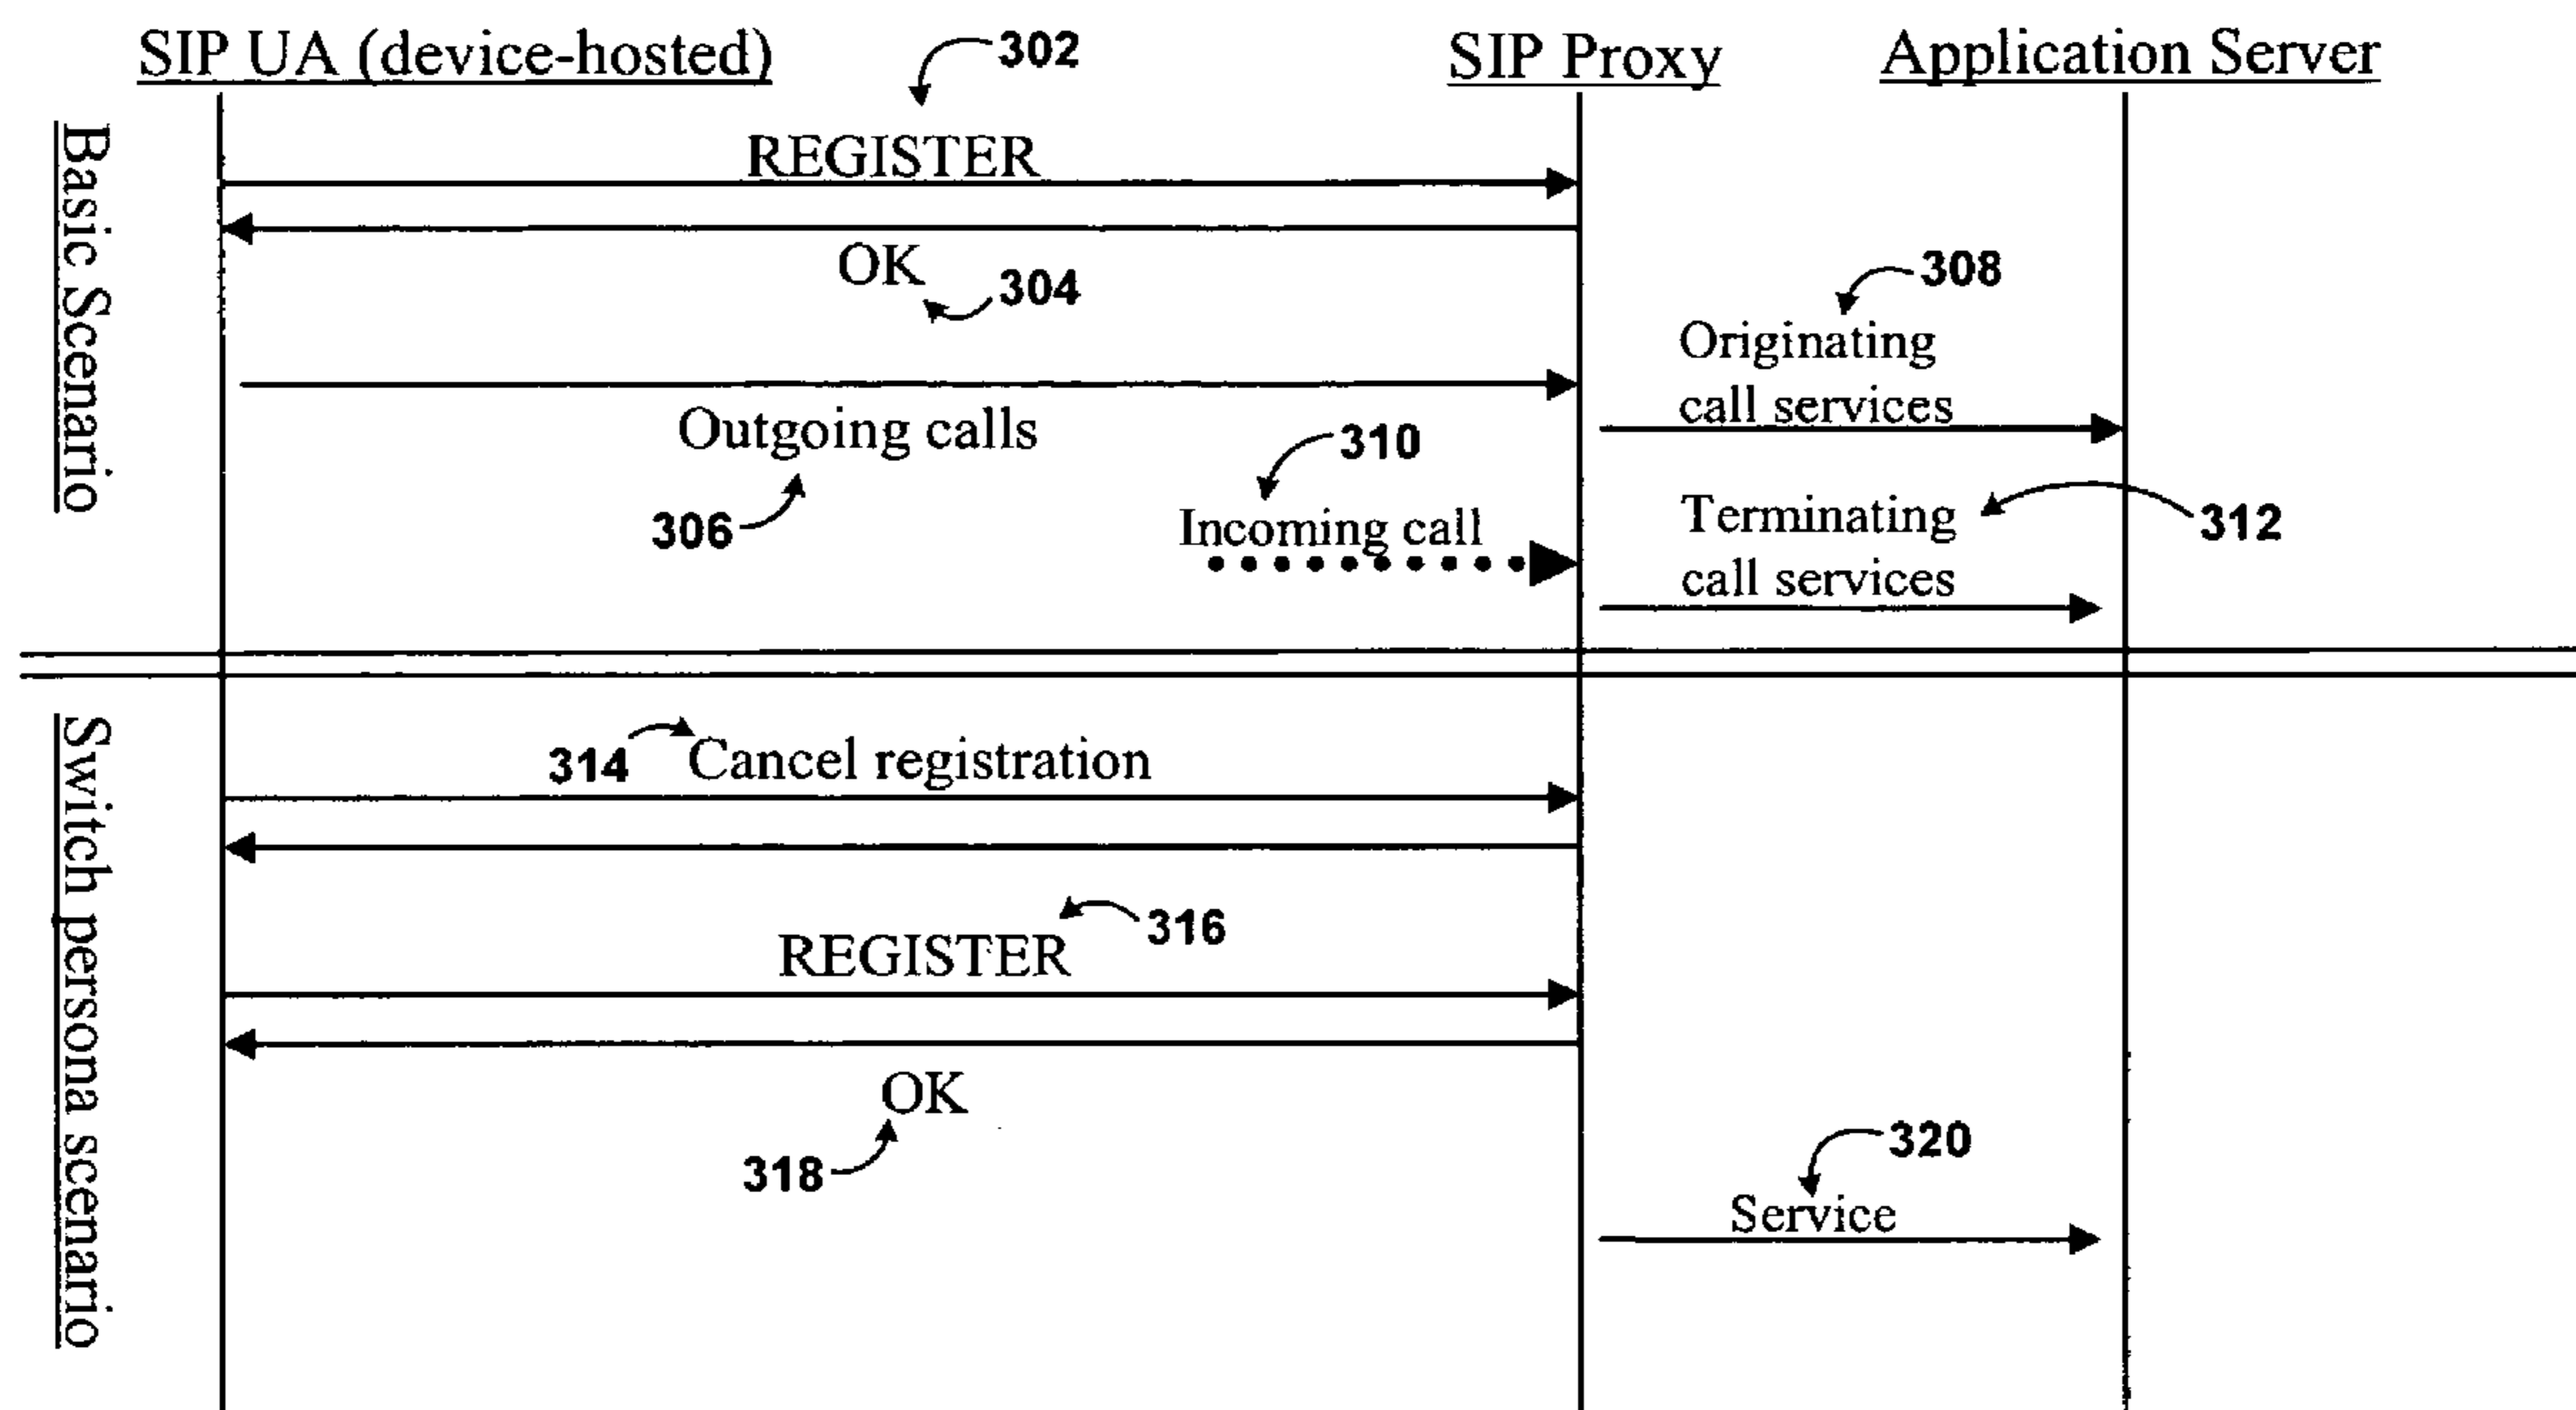 SIP UA (device-hosted)
302
SIP Proxy
Application Server
Basic Scenario
REGISTER
OK
304
308
Originating
call services
Outgoing calls
306
310
Incoming call
Terminating
call services
312
Switch persona scenario
314
Cancel registration
316
REGISTER
OK
318
320
Service